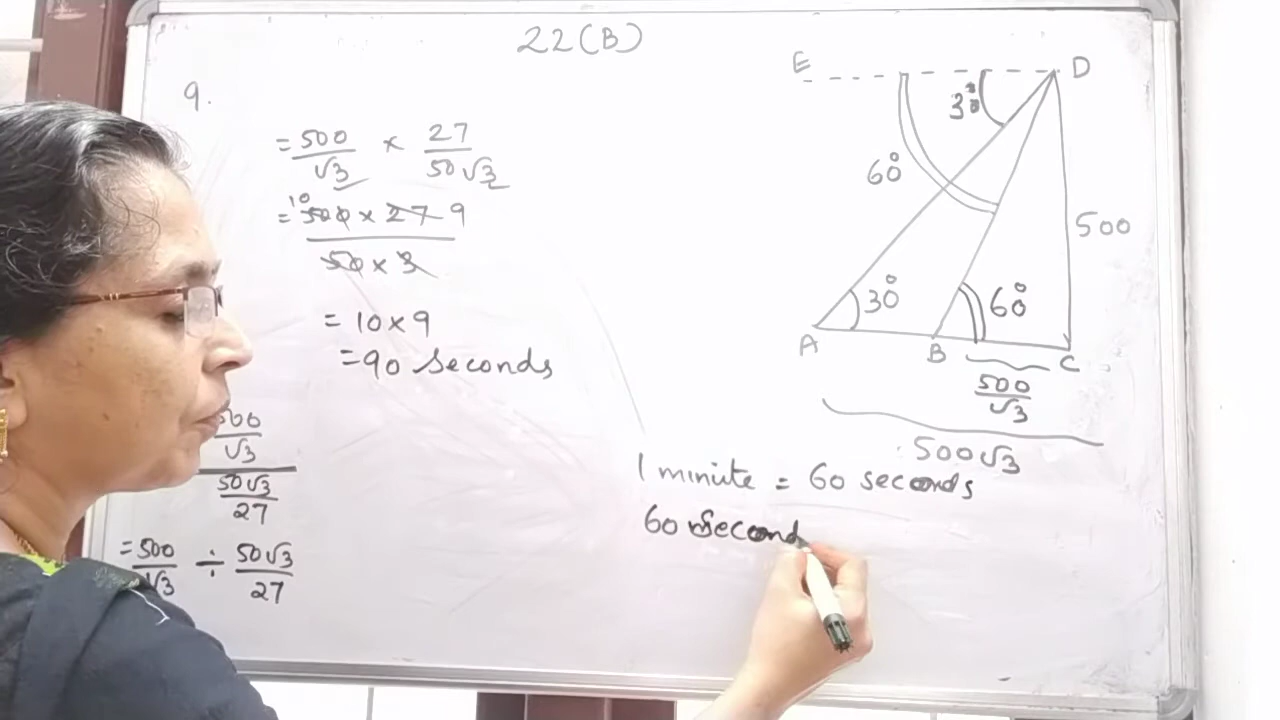 22(B)
9.
= 500/√3 × 27/50√3
= 500 × 27 / 50 × 3
10
9
= 10 × 9
= 90 seconds
500/√3
50√3/27
= 500/√3 ÷ 50√3/27
E
D
30°
60°
500
30°
60°
A
B
C
500/√3
500√3
1 minute = 60 seconds
60 Second